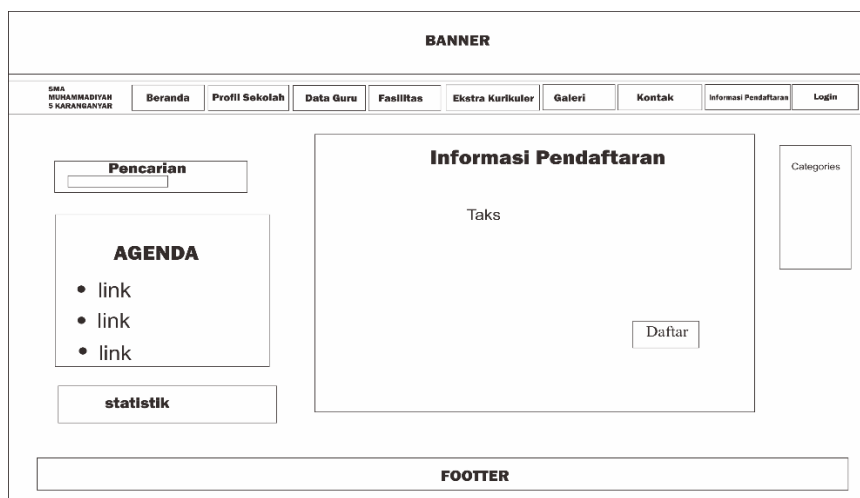 BANNER
SMA
MUHAMMADIYAH
5 KARANGANYAR
Beranda
Profil Sekolah
Data Guru
Fasilitas
Ekstra Kurikuler
Galeri
Kontak
Informasi Pendaftaran
Login
Pencarian
AGENDA
• link
• link
• link
statistik
Informasi Pendaftaran
Taks
Daftar
Categories
FOOTTER